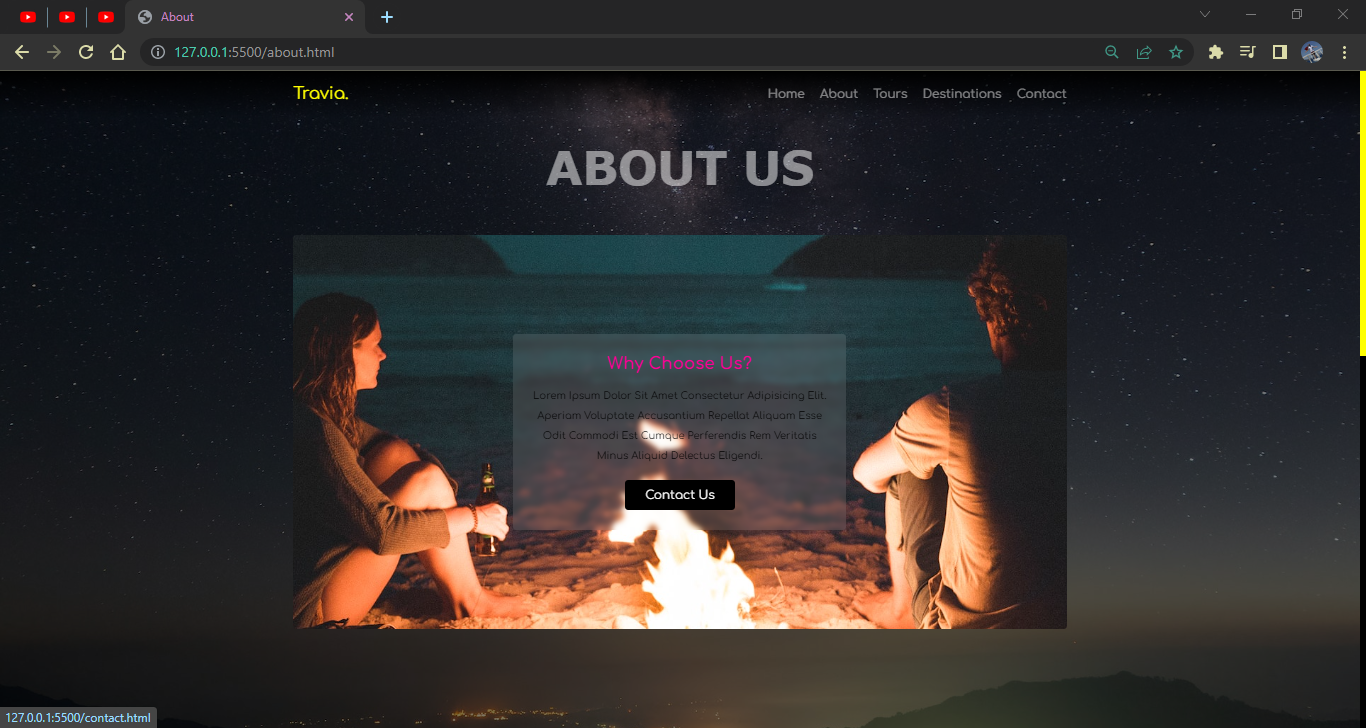 About
127.0.0.1:5500/about.html
Travia.
Home About Tours Destinations Contact
ABOUT US
Why Choose Us?
Lorem Ipsum Dolor Sit Amet Consectetur Adipisicing Elit.
Aperiam Voluptate Accusantium Repellat Aliquam Esse
Odit Commodi Est Cumque Perferendis Rem Veritatis
Minus Aliquid Delectus Eligendi.
Contact Us
127.0.0.1:5500/contact.html